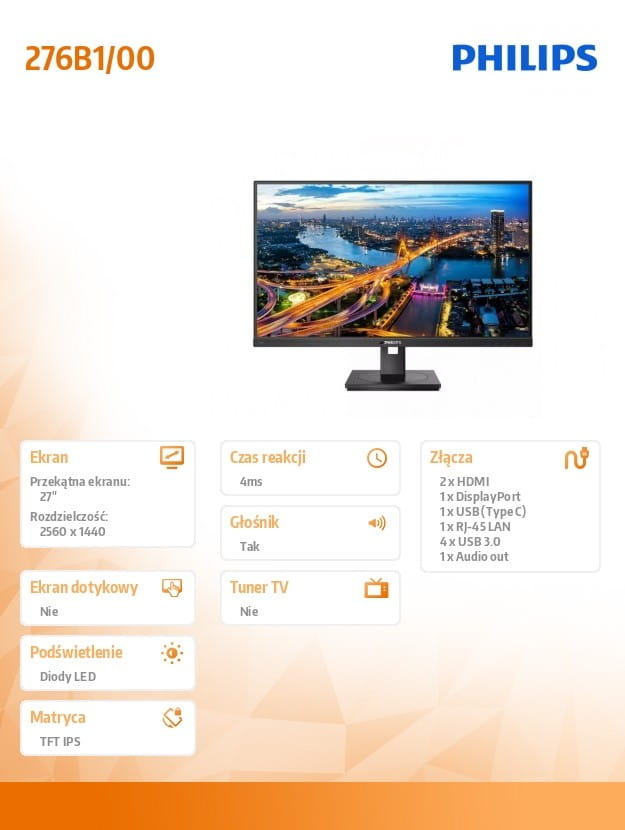 276B1/00
PHILIPS
PHILIPS
Ekran
Przekątna ekranu:
27"
Rozdzielczość:
2560 x 1440
Czas reakcji
4ms
Głośnik
Tak
Złącza
2 x HDMI
1 x DisplayPort
1 x USB (Type C)
1 x RJ-45 LAN
4 x USB 3.0
1 x Audio out
Ekran dotykowy
Nie
Tuner TV
Nie
Podświetlenie
Diody LED
Matryca
TFT IPS